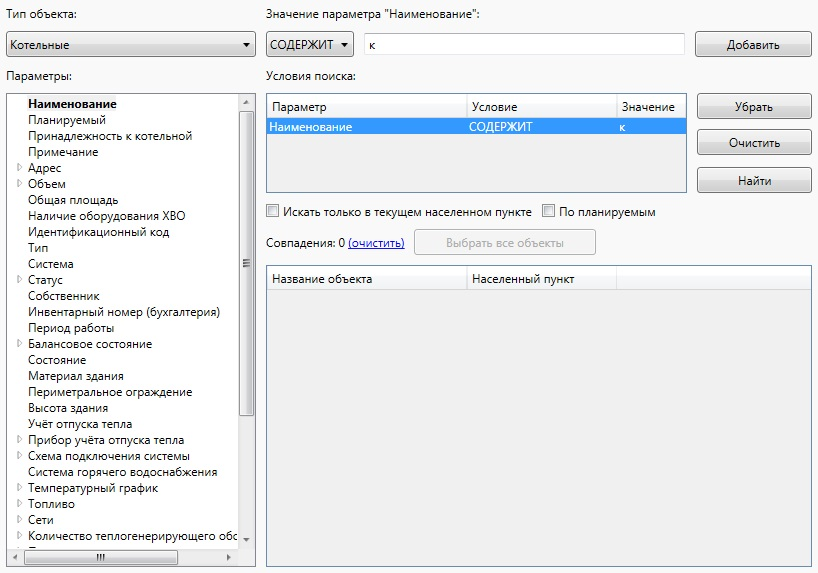 Тип объекта:
Значение параметра "Наименование":
Котельные
СОДЕРЖИТ
к
Добавить
Параметры:
Условия поиска:
Наименование
Планируемый
Принадлежность к котельной
Примечание
Адрес
Объем
Общая площадь
Наличие оборудования ХВО
Идентификационный код
Тип
Система
Статус
Собственник
Инвентарный номер (бухгалтерия)
Период работы
Балансовое состояние
Состояние
Материал здания
Периметральное ограждение
Высота здания
Учёт отпуска тепла
Прибор учёта отпуска тепла
Схема подключения системы
Система горячего водоснабжения
Температурный график
Топливо
Сети
Количество теплогенерирующего обо
Параметр Условие Значение
Наименование СОДЕРЖИТ к
Убрать
Очистить
Найти
Искать только в текущем населенном пункте
По планируемым
Совпадения: 0 (очистить)
Выбрать все объекты
Название объекта Населенный пункт